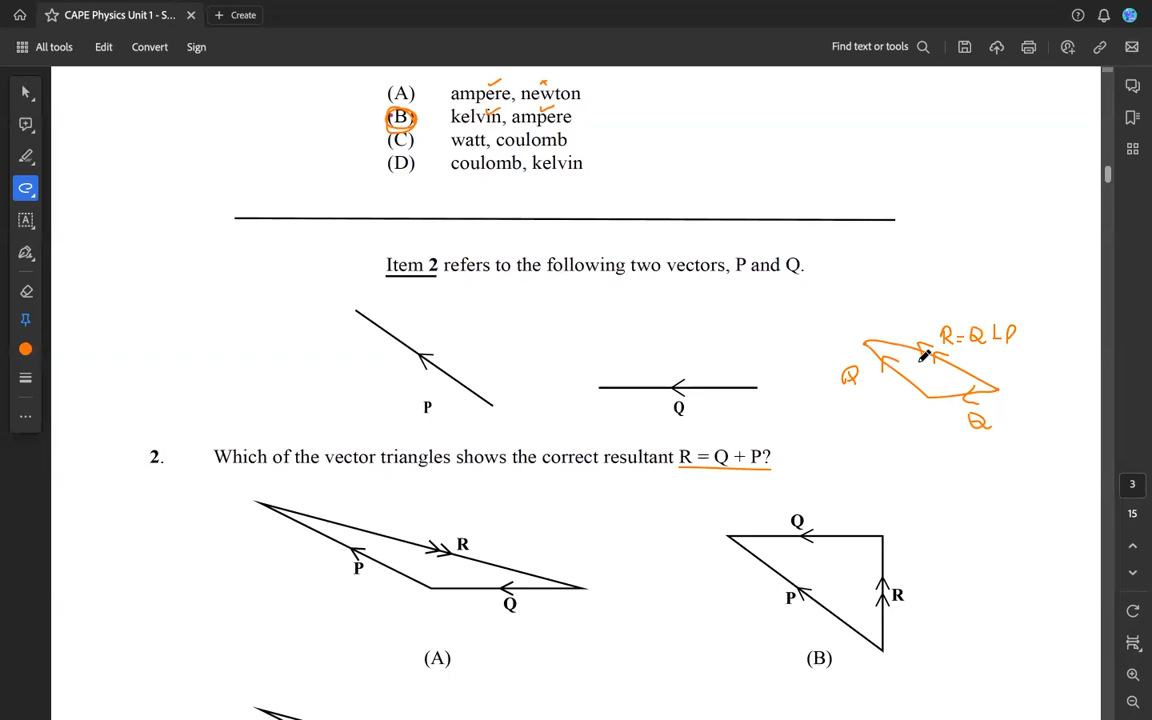 CAPE Physics Unit 1 - S...
Create
All tools
Edit
Convert
Sign
Find text or tools
(A) ampere, newton
(B) kelvin, ampere
(C) watt, coulomb
(D) coulomb, kelvin
Item 2 refers to the following two vectors, P and Q.
R = Q + P
Q
Q
P
Q
2. Which of the vector triangles shows the correct resultant R = Q + P?
3
15
R
P
Q
(A)
Q
P
R
(B)